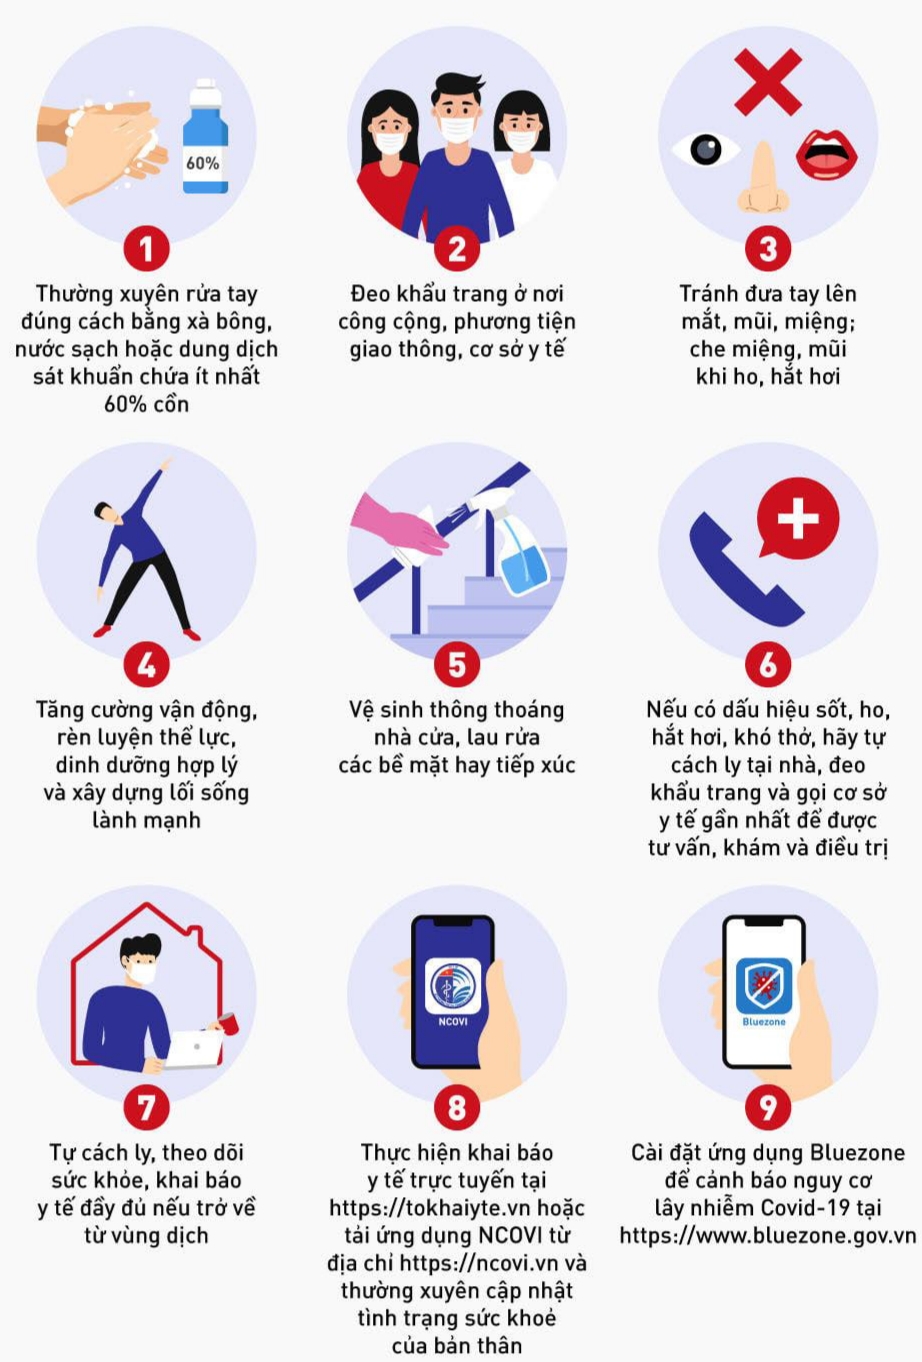 60%
1
Thường xuyên rửa tay
đúng cách bằng xà bông,
nước sạch hoặc dung dịch
sát khuẩn chứa ít nhất
60% cồn
2
Đeo khẩu trang ở nơi
công cộng, phương tiện
giao thông, cơ sở y tế
3
Tránh đưa tay lên
mắt, mũi, miệng;
che miệng, mũi
khi ho, hắt hơi
4
Tăng cường vận động,
rèn luyện thể lực,
dinh dưỡng hợp lý
và xây dựng lối sống
lành mạnh
5
Vệ sinh thông thoáng
nhà cửa, lau rửa
các bề mặt hay tiếp xúc
6
Nếu có dấu hiệu sốt, ho,
hắt hơi, khó thở, hãy tự
cách ly tại nhà, đeo
khẩu trang và gọi cơ sở
y tế gần nhất để được
tư vấn, khám và điều trị
7
Tự cách ly, theo dõi
sức khỏe, khai báo
y tế đầy đủ nếu trở về
từ vùng dịch
NCOVI
8
Thực hiện khai báo
y tế trực tuyến tại
https://tokhaiyte.vn hoặc
tải ứng dụng NCOVI từ
địa chỉ https://ncovi.vn và
thường xuyên cập nhật
tình trạng sức khoẻ
của bản thân
Bluezone
9
Cài đặt ứng dụng Bluezone
để cảnh báo nguy cơ
lây nhiễm Covid-19 tại
https://www.bluezone.gov.vn